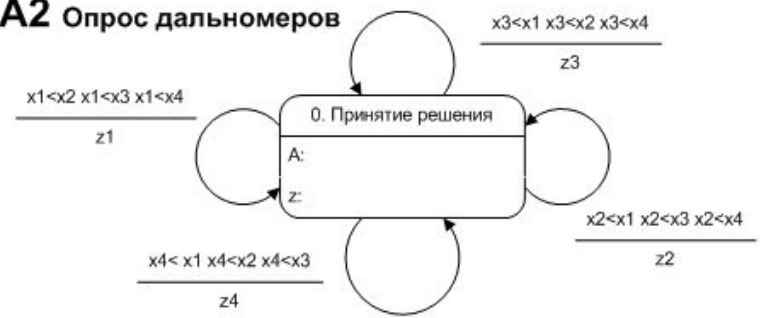 A2 Опрос дальномеров
x3<x1 x3<x2 x3<x4
z3
x1<x2 x1<x3 x1<x4
z1
0. Принятие решения
A:
z:
x2<x1 x2<x3 x2<x4
z2
x4< x1 x4<x2 x4<x3
z4